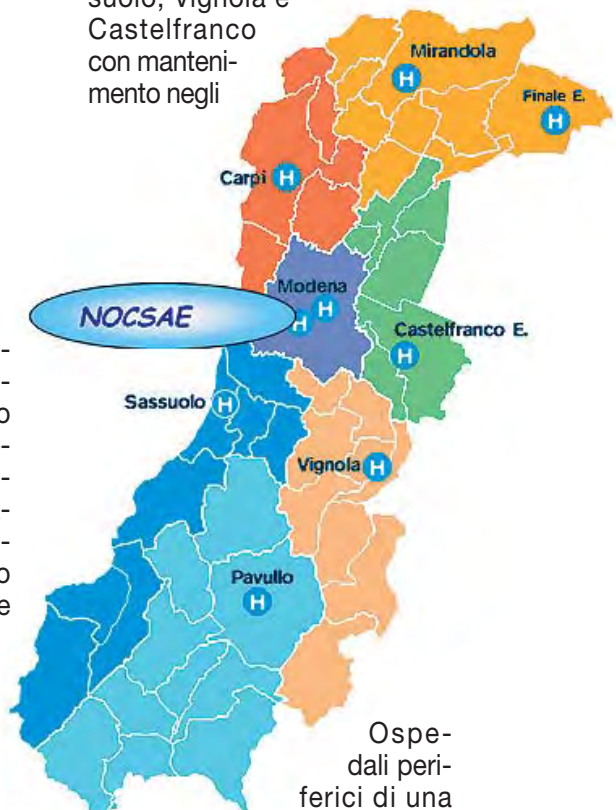 suolo, Vignola e
Castelfranco
con manteni-
mento negli
Mirandola
H
Finale E.
H
Carpi H
Modena
H H
NOCSAE
Castelfranco E.
H
Sassuolo H
Vignola H
Pavullo
H
-
-
o
-
-
-
-
o
e
Ospe-
dali peri-
ferici di una